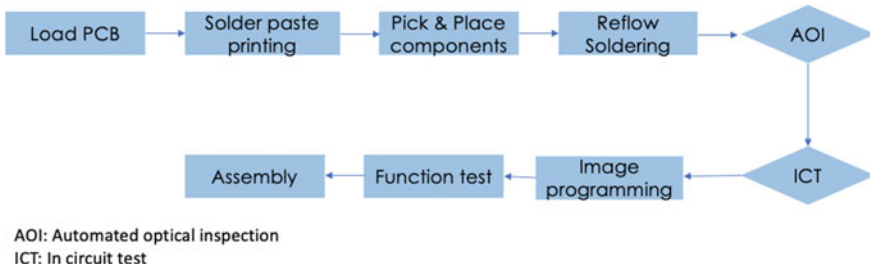 Load PCB
Solder paste
printing
Pick & Place
components
Reflow
Soldering
AOI
Assembly
Function test
Image
programming
ICT
AOI: Automated optical inspection
ICT: In circuit test